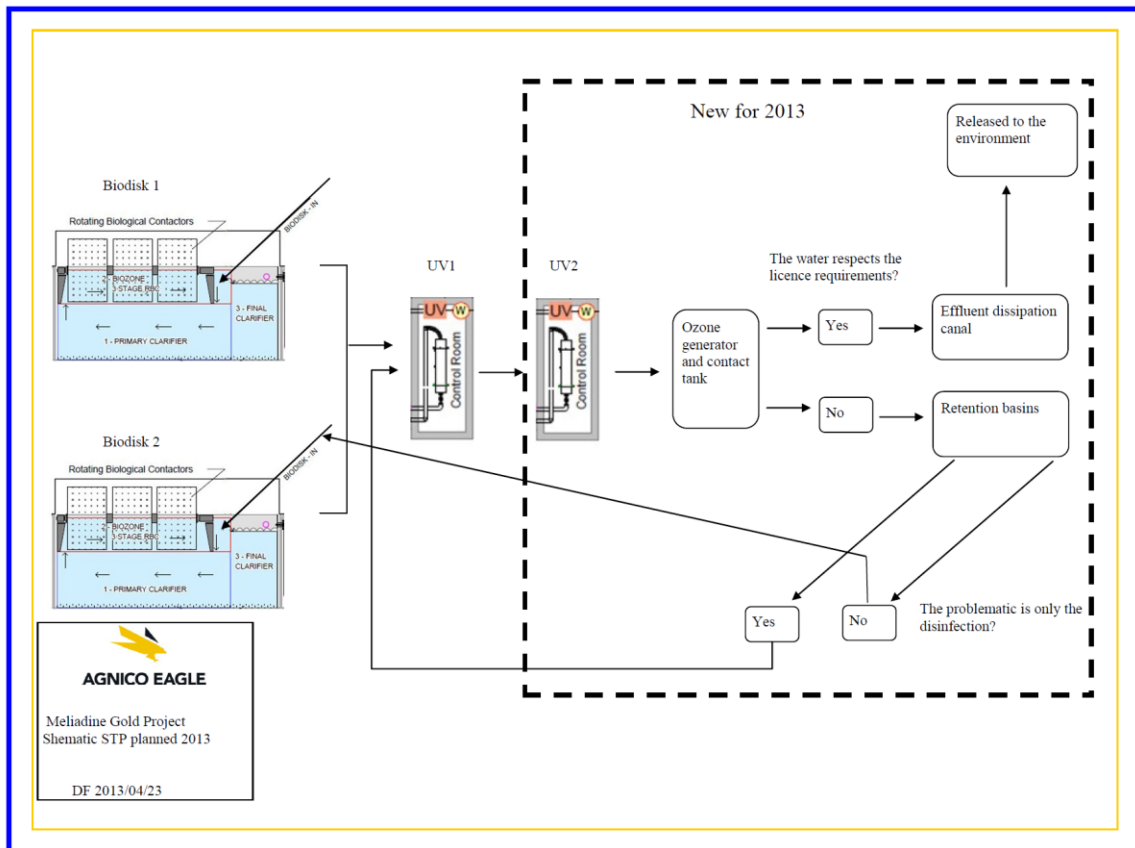 New for 2013
Released to the
environment
Biodisk 1
Rotating Biological Contactors
BIODISK - IN
2 - BIOZONE
3 STAGE RBC
3 - FINAL
CLARIFIER
1 - PRIMARY CLARIFIER
UV1
UV2
The water respects the
licence requirements?
UV
W
Control Room
UV
W
Control Room
Ozone
generator
and contact
tank
Yes
Effluent dissipation
canal
No
Retention basins
Biodisk 2
Rotating Biological Contactors
BIODISK - IN
2 - BIOZONE
3 STAGE RBC
3 - FINAL
CLARIFIER
1 - PRIMARY CLARIFIER
Yes
No
The problematic is only the
disinfection?
AGNICO EAGLE
Meliadine Gold Project
Shematic STP planned 2013
DF 2013/04/23